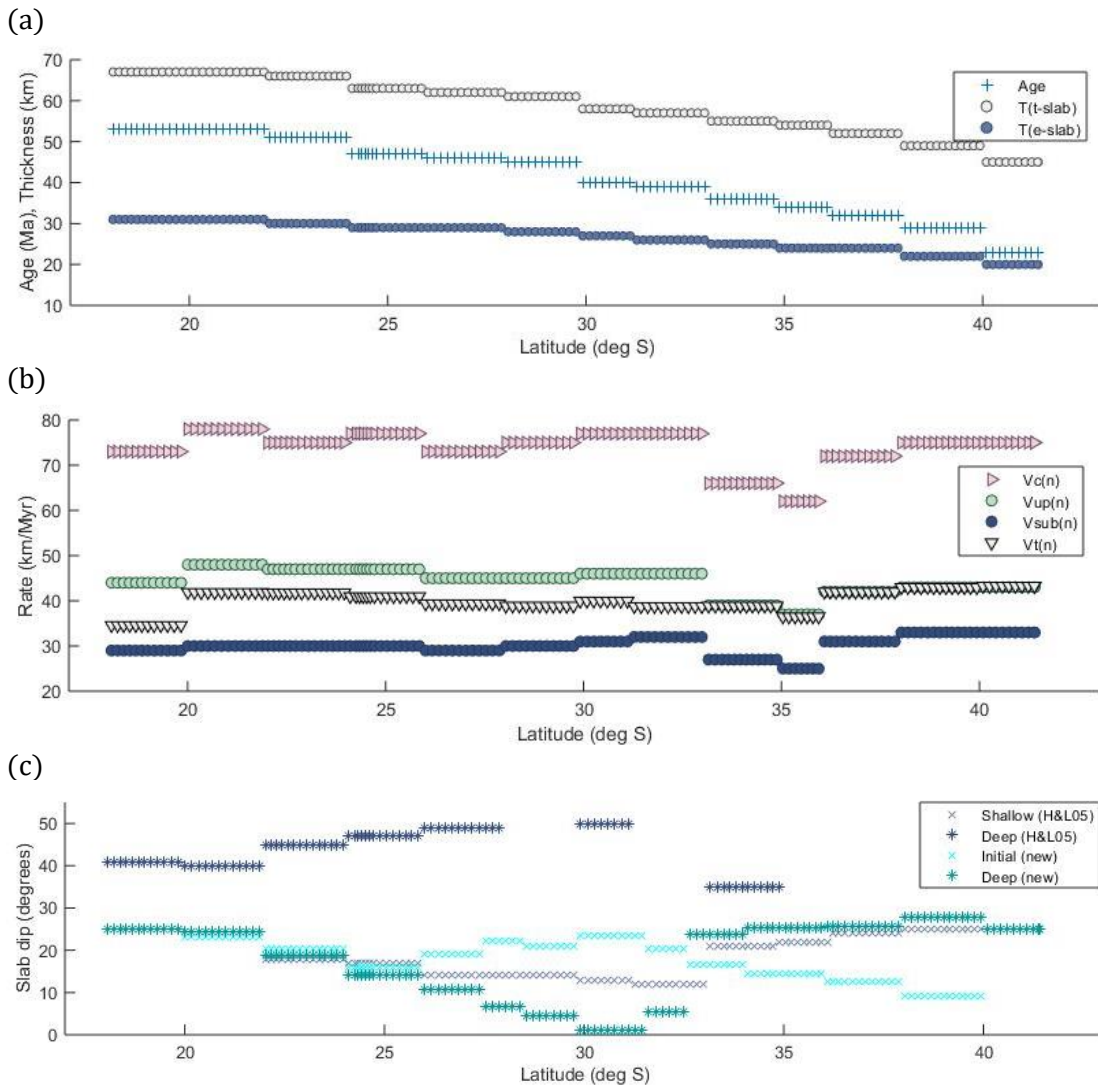 (a)
70
60
50
40
30
20
10
Age (Ma), Thickness (km)
Age
T(t-slab)
T(e-slab)
20 25 30 35 40
Latitude (deg S)
(b)
80
70
60
50
40
30
20
Rate (km/Myr)
Vc(n)
Vup(n)
Vsub(n)
Vt(n)
20 25 30 35 40
Latitude (deg S)
(c)
50
40
30
20
10
0
Slab dip (degrees)
Shallow (H&L05)
Deep (H&L05)
Initial (new)
Deep (new)
20 25 30 35 40
Latitude (deg S)